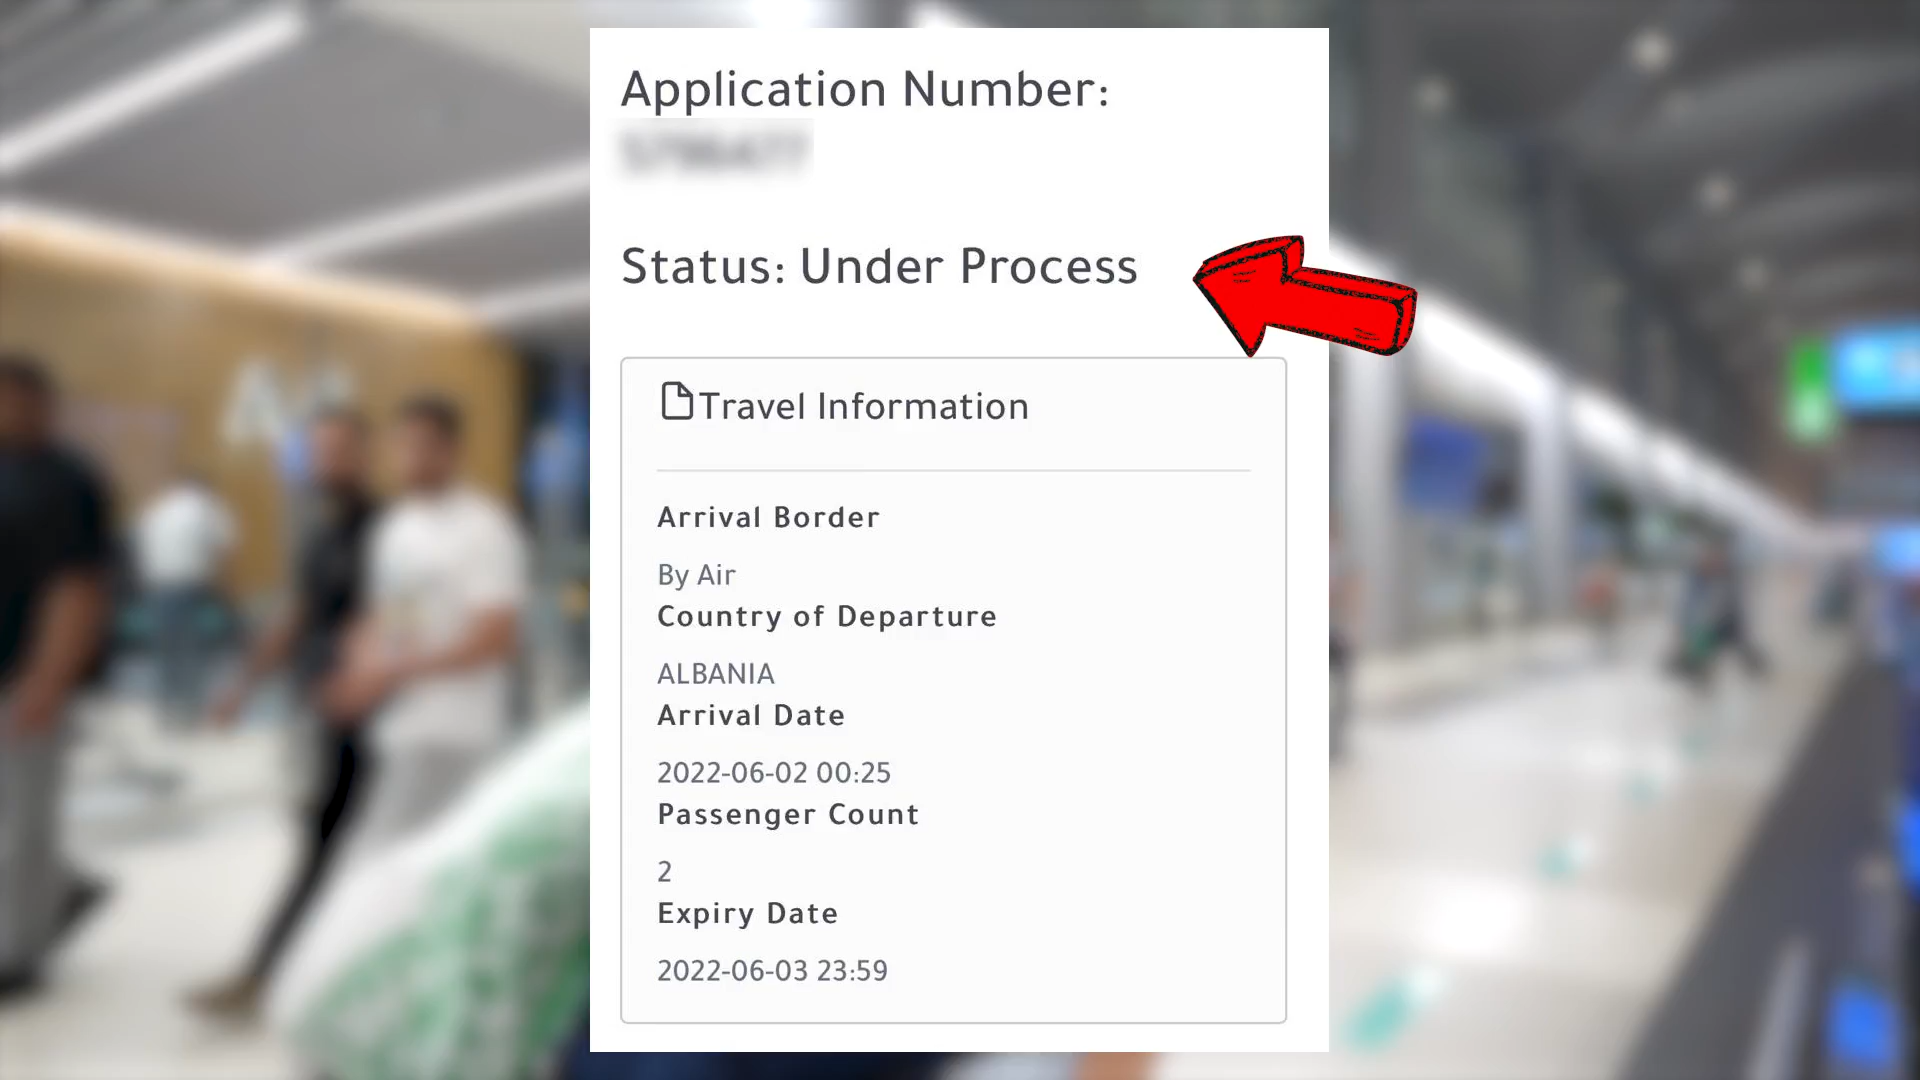 Application Number:
Status: Under Process
Travel Information
Arrival Border
By Air
Country of Departure
ALBANIA
Arrival Date
2022-06-02 00:25
Passenger Count
2
Expiry Date
2022-06-03 23:59